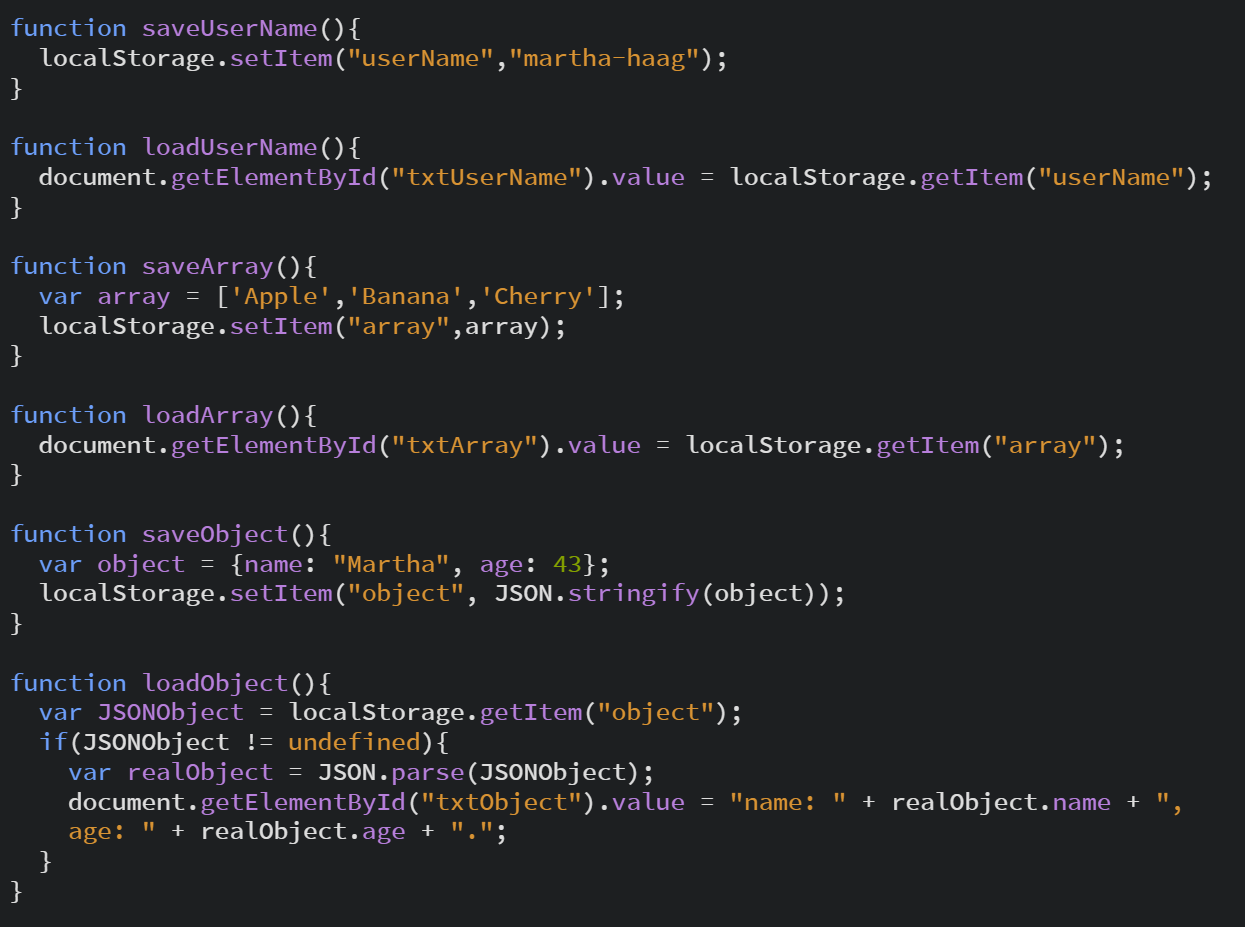 function saveUserName(){
  localStorage.setItem("userName","martha-haag");
}

function loadUserName(){
  document.getElementById("txtUserName").value = localStorage.getItem("userName");
}

function saveArray(){
  var array = ['Apple','Banana','Cherry'];
  localStorage.setItem("array",array);
}

function loadArray(){
  document.getElementById("txtArray").value = localStorage.getItem("array");
}

function saveObject(){
  var object = {name: "Martha", age: 43};
  localStorage.setItem("object", JSON.stringify(object));
}

function loadObject(){
  var JSONObject = localStorage.getItem("object");
  if(JSONObject != undefined){
    var realObject = JSON.parse(JSONObject);
    document.getElementById("txtObject").value = "name: " + realObject.name + ",
    age: " + realObject.age + ".";
  }
}